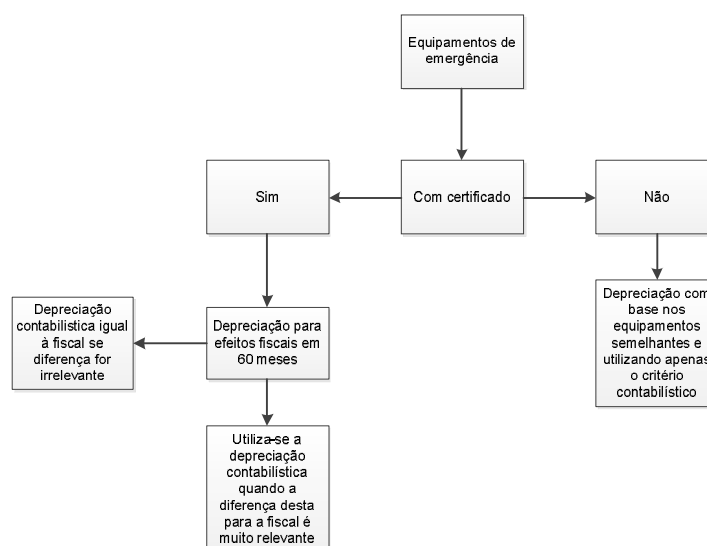 Equipamentos de
emergência
Sim
Com certificado
Não
Depreciação
contabilistica igual
à fiscal se
diferença for
irrelevante
Depreciação para
efeitos fiscais em
60 meses
Depreciação com
base nos
equipamentos
semelhantes e
utilizando apenas
o critério
contabilístico
Utiliza-se a
depreciação
contabilística
quando a
diferença desta
para a fiscal é
muito relevante